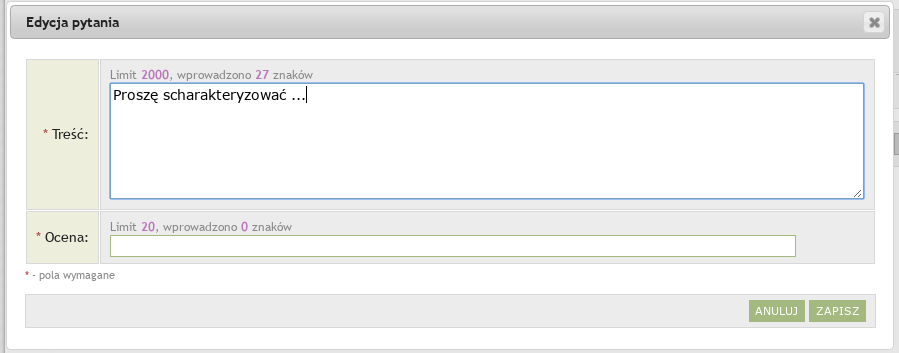 Edycja pytania
Limit 2000, wprowadzono 27 znaków
Proszę scharakteryzować ...
* Treść:
Limit 20, wprowadzono 0 znaków
* Ocena:
* - pola wymagane
ANULUJ ZAPISZ